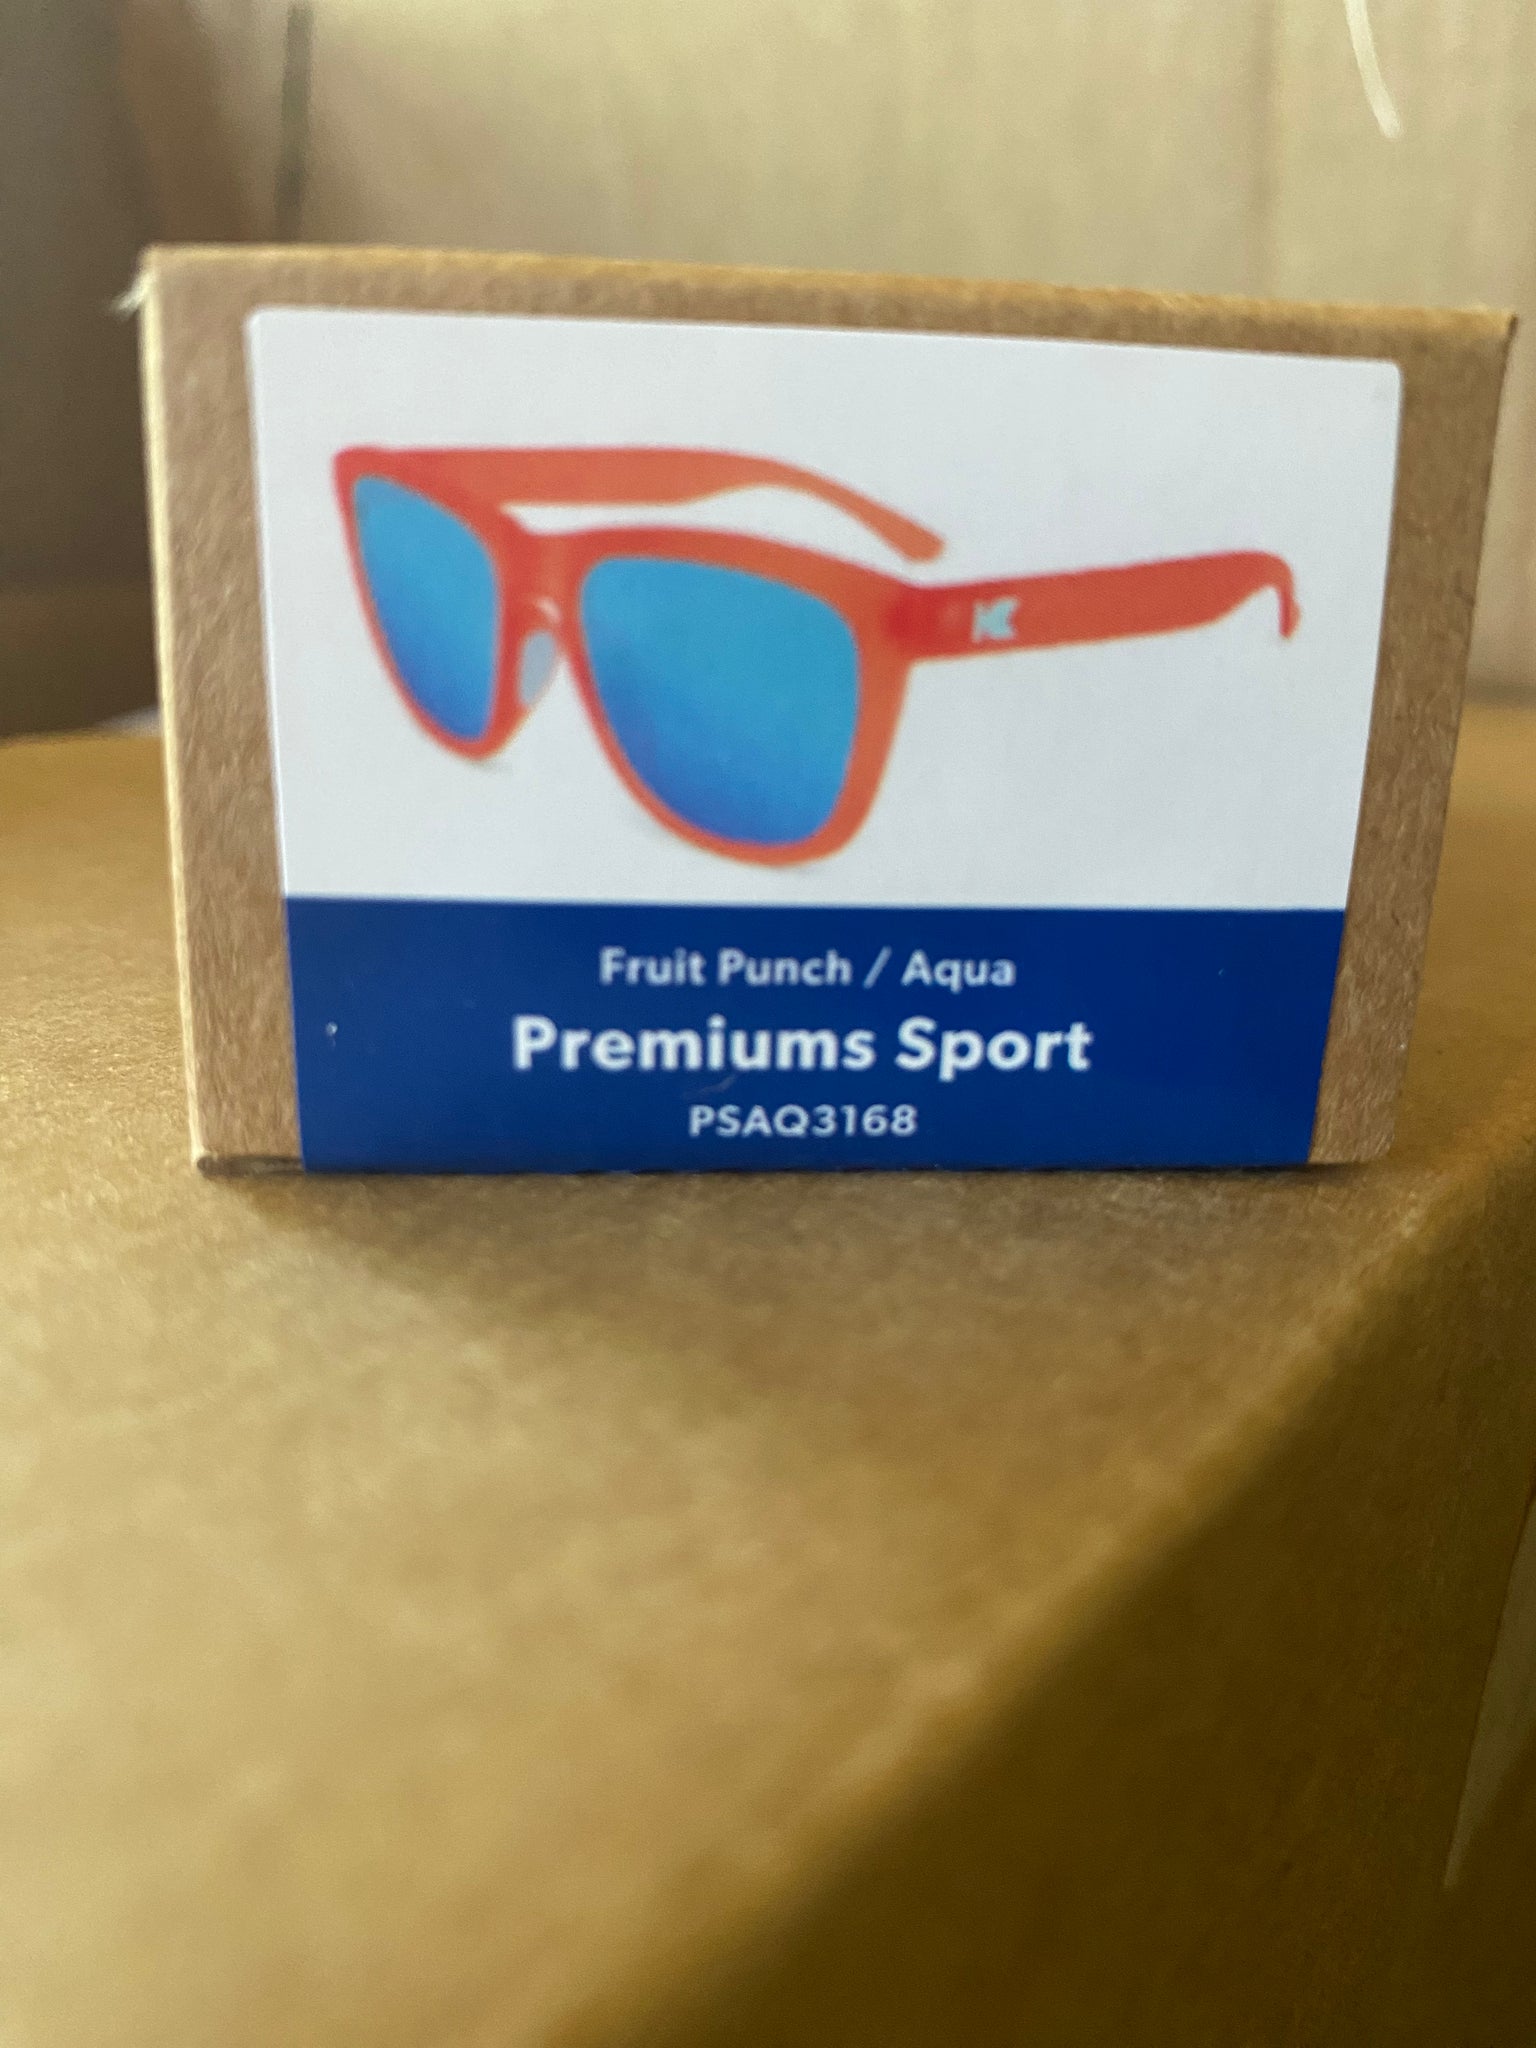 Fruit Punch / Aqua
Premiums Sport
PSAQ3168